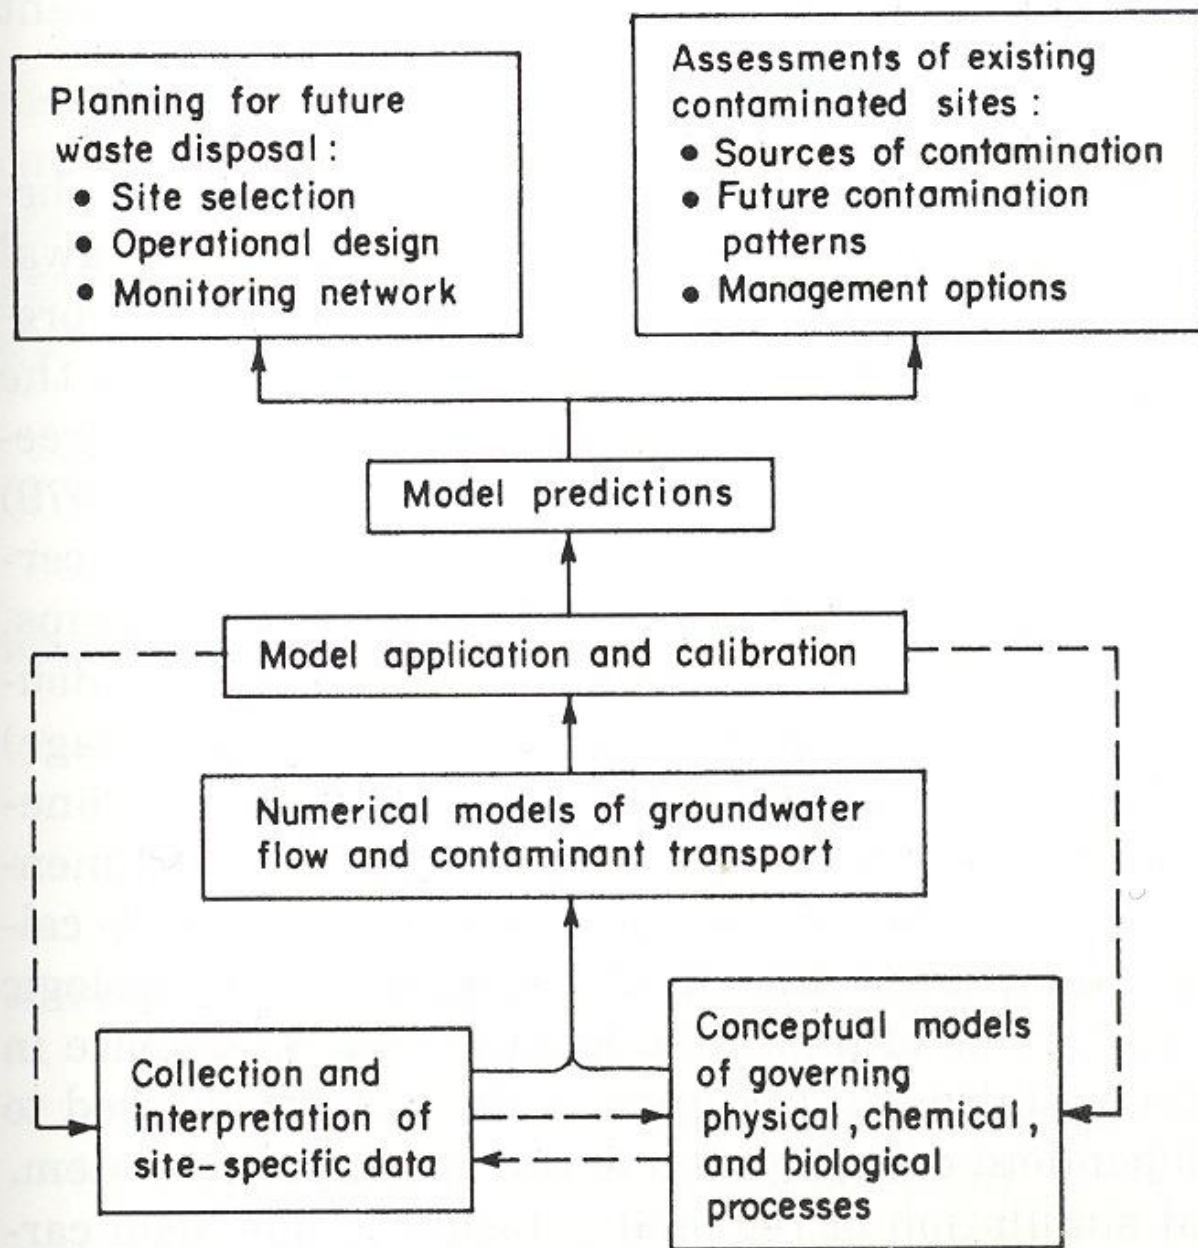 Planning for future
waste disposal:
• Site selection
• Operational design
• Monitoring network
Assessments of existing
contaminated sites:
• Sources of contamination
• Future contamination
patterns
• Management options
Model predictions
Model application and calibration
Numerical models of groundwater
flow and contaminant transport
Collection and
interpretation of
site-specific data
Conceptual models
of governing
physical, chemical,
and biological
processes